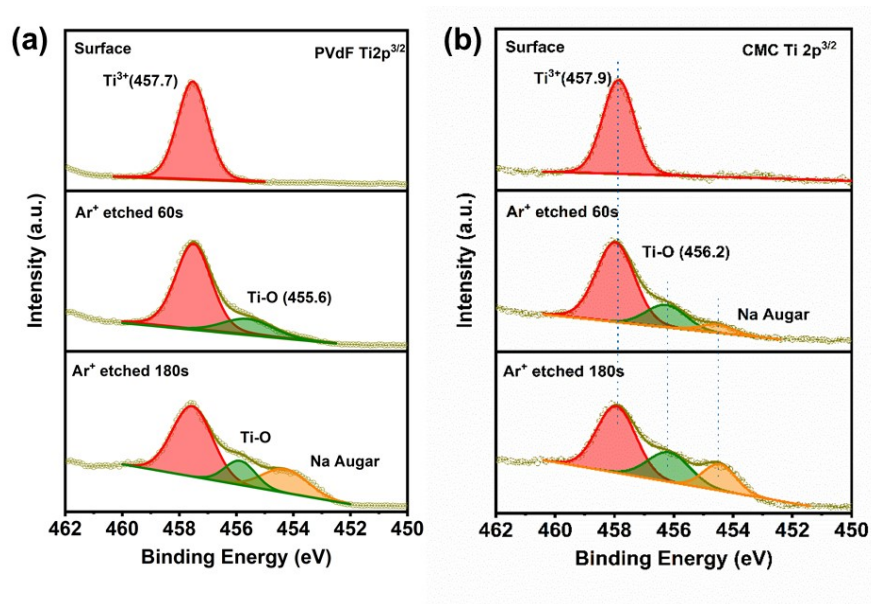 (a)
Surface
PVdF Ti2p3/2
Ti3+(457.7)
Ar+ etched 60s
Ti-O (455.6)
Ar+ etched 180s
Ti-O
Na Augar
Intensity (a.u.)
462 460 458 456 454 452 450
Binding Energy (eV)
(b)
Surface
CMC Ti 2p3/2
Ti3+(457.9)
Ar+ etched 60s
Ti-O (456.2)
Na Augar
Ar+ etched 180s
Intensity (a.u.)
462 460 458 456 454 452 450
Binding Energy (eV)